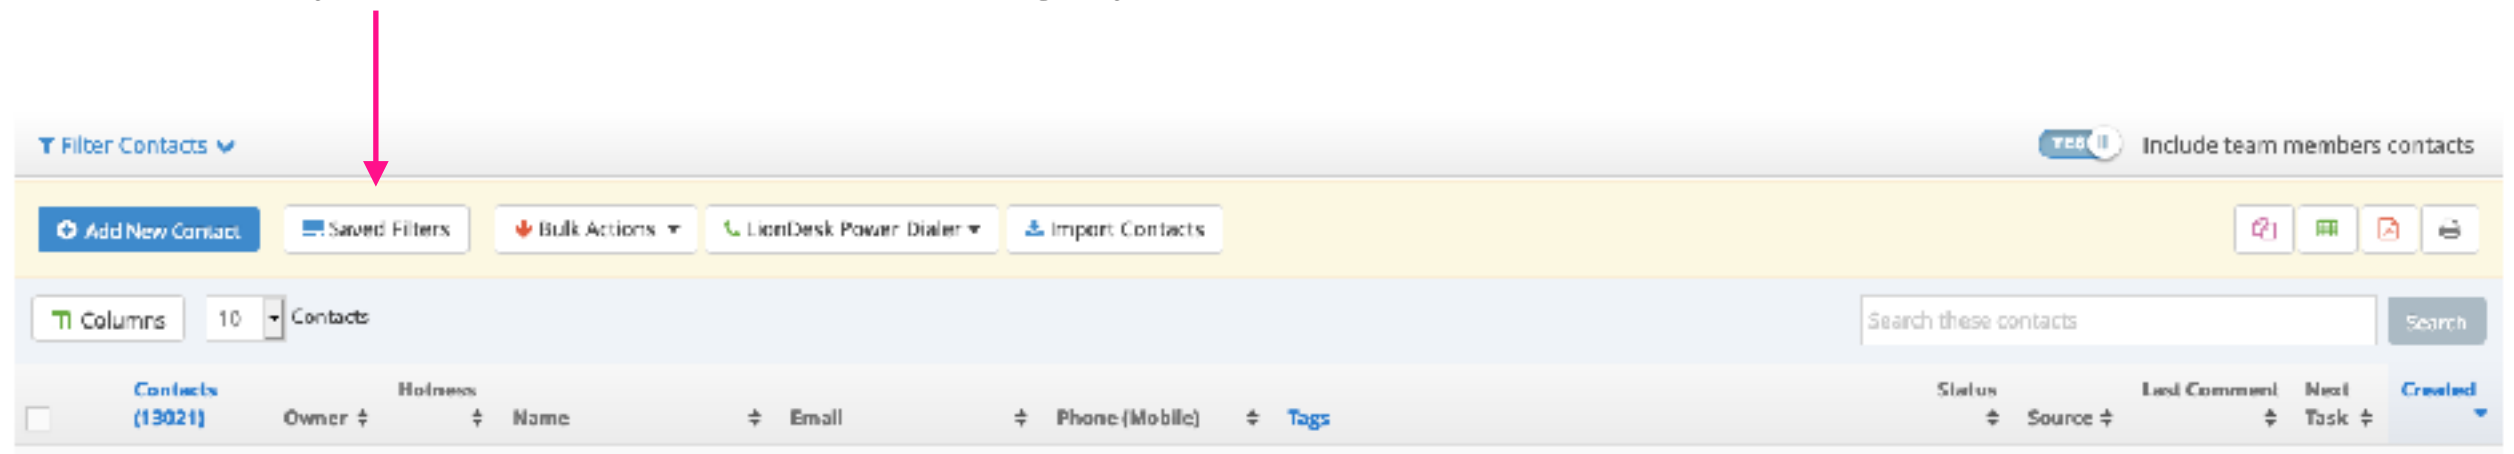 Filter Contacts
YES Include team members contacts
Add New Contact Saved Filters Bulk Actions LionDesk Power Dialer Import Contacts
Columns 10 Contacts Search these contacts Search
Contacts Hotness Status Last Comment Next Created
(13021) Owner Name Email Phone (Mobile) Tags Source Task